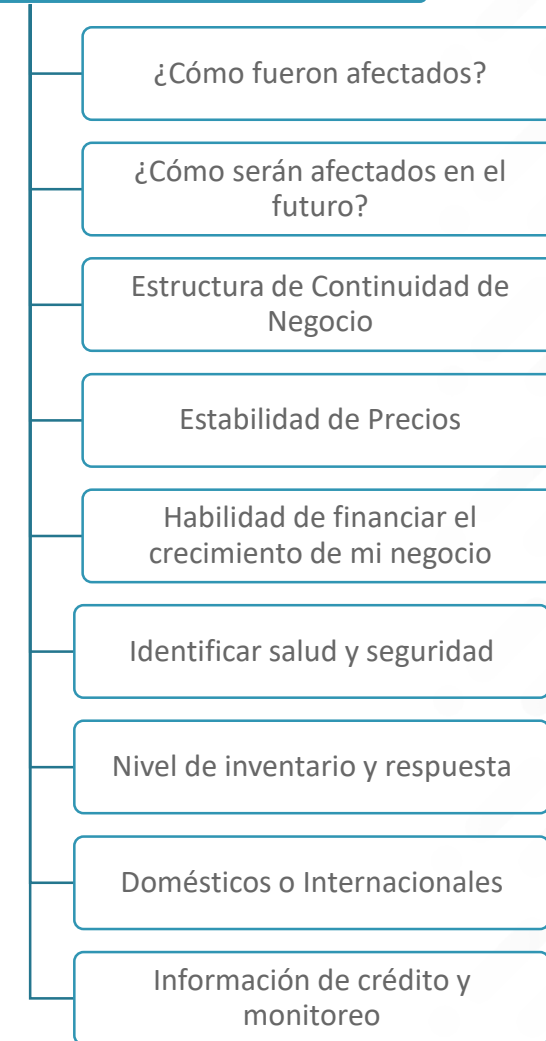 ¿Cómo fueron afectados?
¿Cómo serán afectados en el
futuro?
Estructura de Continuidad de
Negocio
Estabilidad de Precios
Habilidad de financiar el
crecimiento de mi negocio
Identificar salud y seguridad
Nivel de inventario y respuesta
Domésticos o Internacionales
Información de crédito y
monitoreo